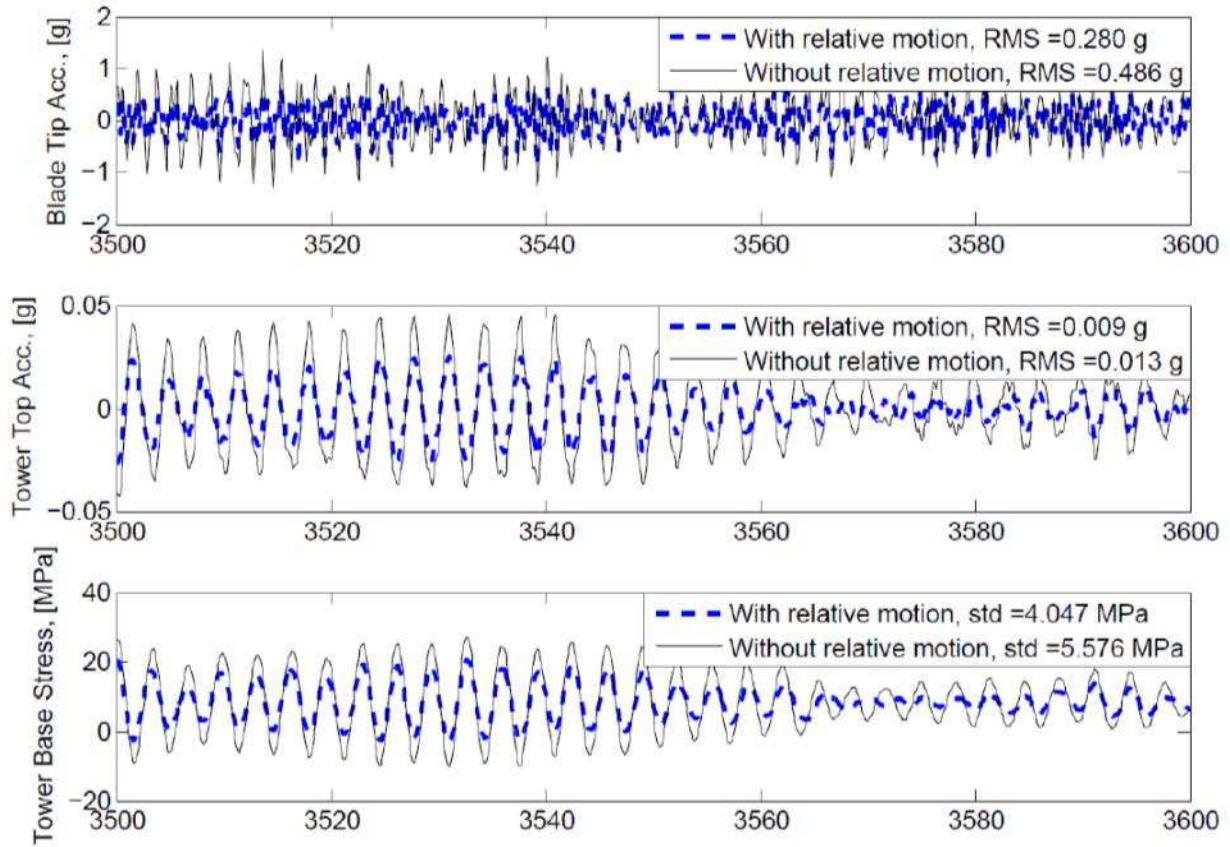 Blade Tip Acc., [g]
2
1
0
−1
−2
With relative motion, RMS =0.280 g
Without relative motion, RMS =0.486 g
3500 3520 3540 3560 3580 3600
Tower Top Acc., [g]
0.05
0
−0.05
With relative motion, RMS =0.009 g
Without relative motion, RMS =0.013 g
3500 3520 3540 3560 3580 3600
Tower Base Stress, [MPa]
40
20
0
−20
With relative motion, std =4.047 MPa
Without relative motion, std =5.576 MPa
3500 3520 3540 3560 3580 3600